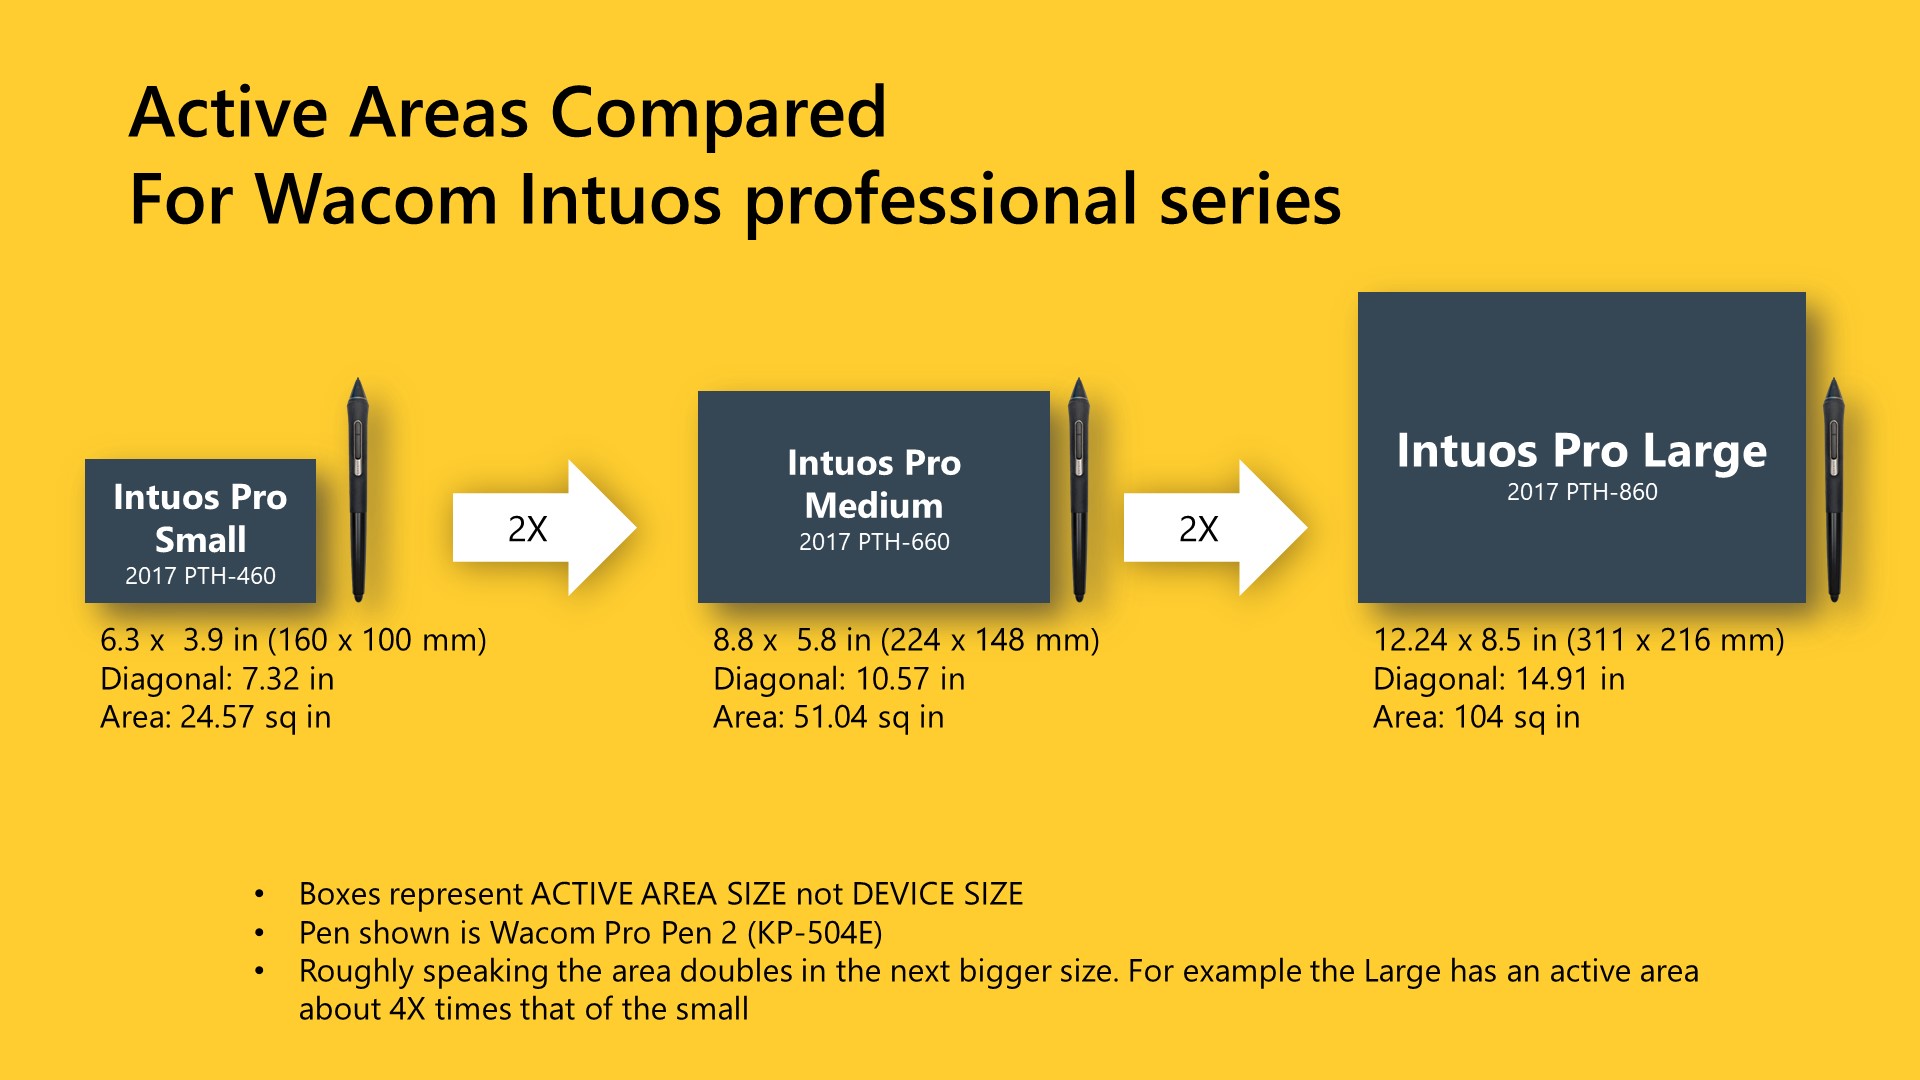 Active Areas Compared
For Wacom Intuos professional series
Intuos Pro
Small
2017 PTH-460
2X
Intuos Pro
Medium
2017 PTH-660
2X
Intuos Pro Large
2017 PTH-860
6.3 x  3.9 in (160 x 100 mm)
Diagonal: 7.32 in
Area: 24.57 sq in
8.8 x  5.8 in (224 x 148 mm)
Diagonal: 10.57 in
Area: 51.04 sq in
12.24 x 8.5 in (311 x 216 mm)
Diagonal: 14.91 in
Area: 104 sq in
• Boxes represent ACTIVE AREA SIZE not DEVICE SIZE
• Pen shown is Wacom Pro Pen 2 (KP-504E)
• Roughly speaking the area doubles in the next bigger size. For example the Large has an active area
about 4X times that of the small